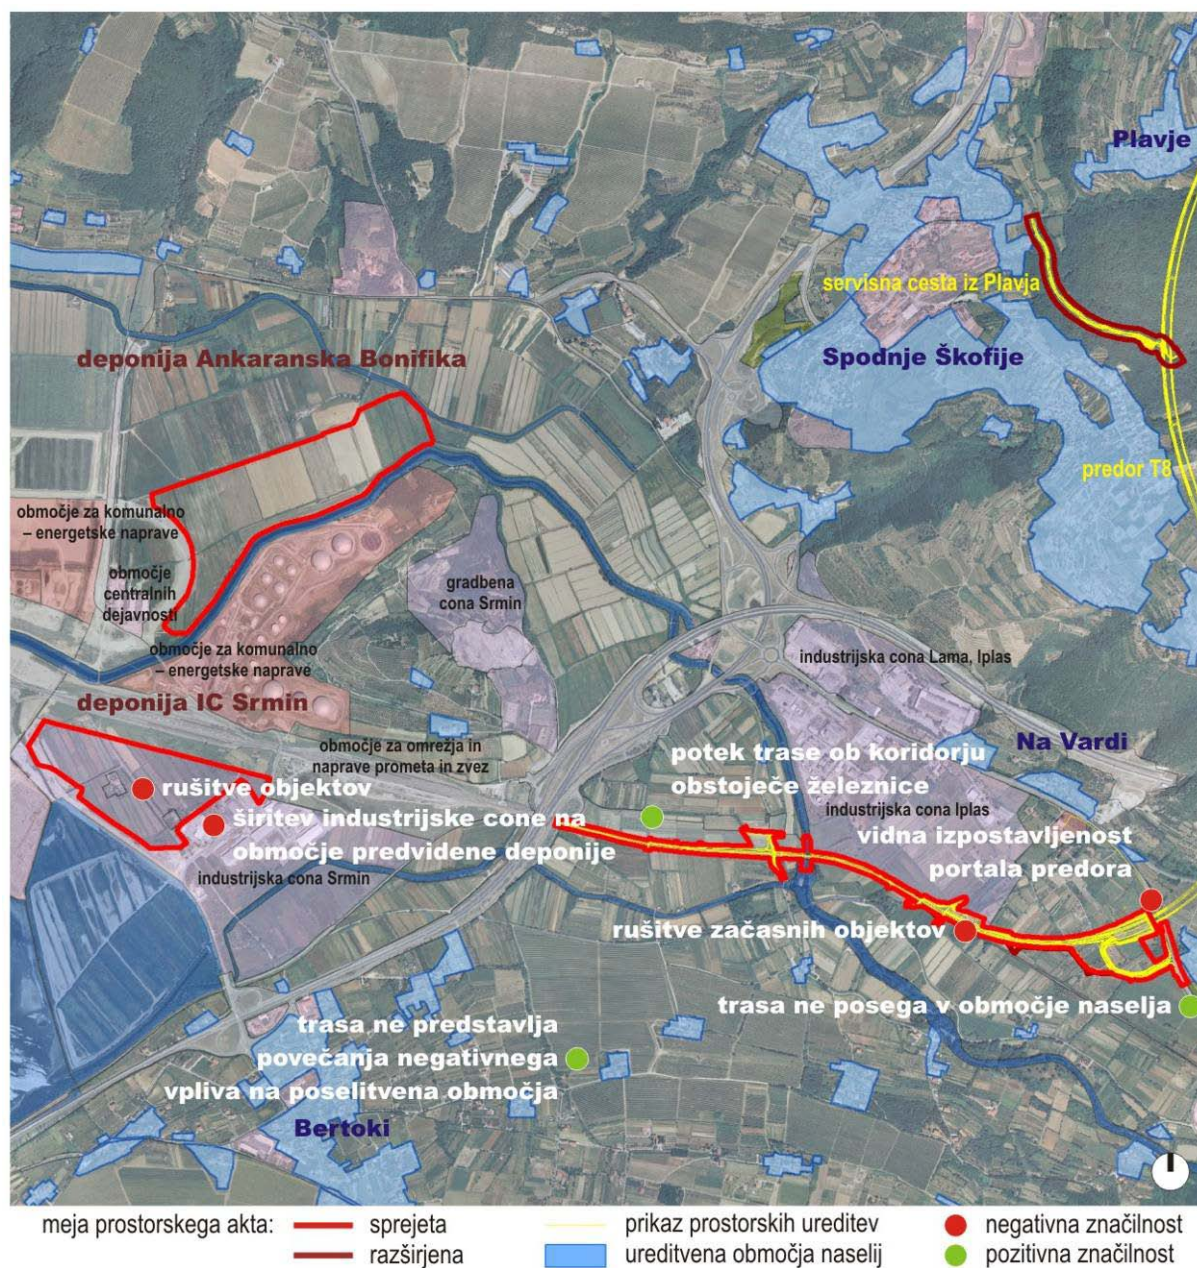 Plavje
servisna cesta iz Plavja
deponija Ankaranska Bonifika
Spodnje Škofije
predor T8
območje za komunalno
– energetske naprave
območje
centralnih
dejavnosti
gradbena
cona Srmin
območje za komunalno
– energetske naprave
industrijska cona Lama, Iplas
deponija IC Srmin
območje za omrežja in
naprave prometa in zvez
potek trase ob koridorju
obstoječe železnice
Na Vardi
rušitve objektov
industrijska cona Iplas
širitev industrijske cone na
območje predvidene deponije
vidna izpostavljenost
portala predora
industrijska cona Srmin
rušitve začasnih objektov
trasa ne posega v območje naselja
trasa ne predstavlja
povečanja negativnega
vpliva na poselitvena območja
Bertoki
meja prostorskega akta:
sprejeta
razširjena
prikaz prostorskih ureditev
ureditvena območja naselij
negativna značilnost
pozitivna značilnost